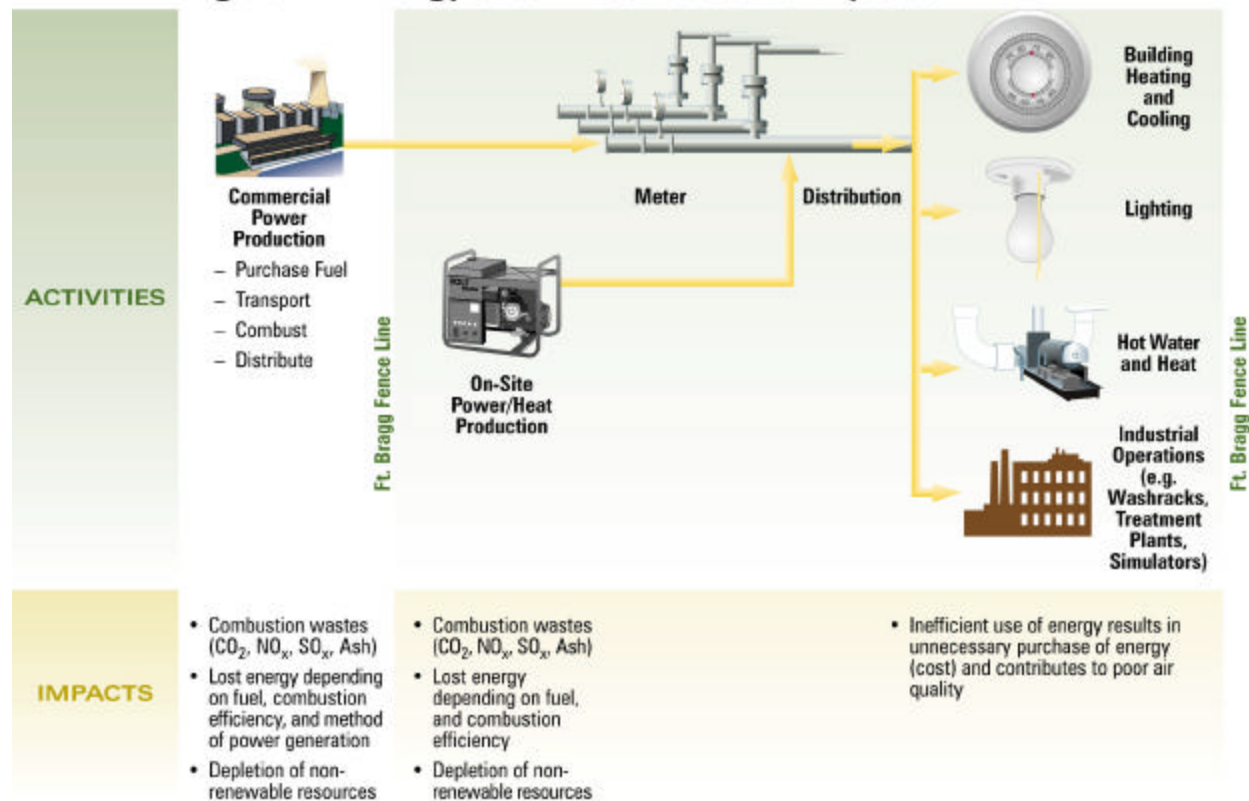 Commercial
Power
Production
– Purchase Fuel
– Transport
– Combust
– Distribute
ACTIVITIES
Ft. Bragg Fence Line
Meter
Distribution
On-Site
Power/Heat
Production
Building
Heating
and
Cooling
Lighting
Hot Water
and Heat
Industrial
Operations
(e.g.
Washracks,
Treatment
Plants,
Simulators)
Ft. Bragg Fence Line
IMPACTS
• Combustion wastes
(CO₂, NOₓ, SOₓ, Ash)
• Lost energy depending
on fuel, combustion
efficiency, and method
of power generation
• Depletion of non-
renewable resources
• Combustion wastes
(CO₂, NOₓ, SOₓ, Ash)
• Lost energy
depending on fuel,
and combustion
efficiency
• Depletion of non-
renewable resources
• Inefficient use of energy results in
unnecessary purchase of energy
(cost) and contributes to poor air
quality